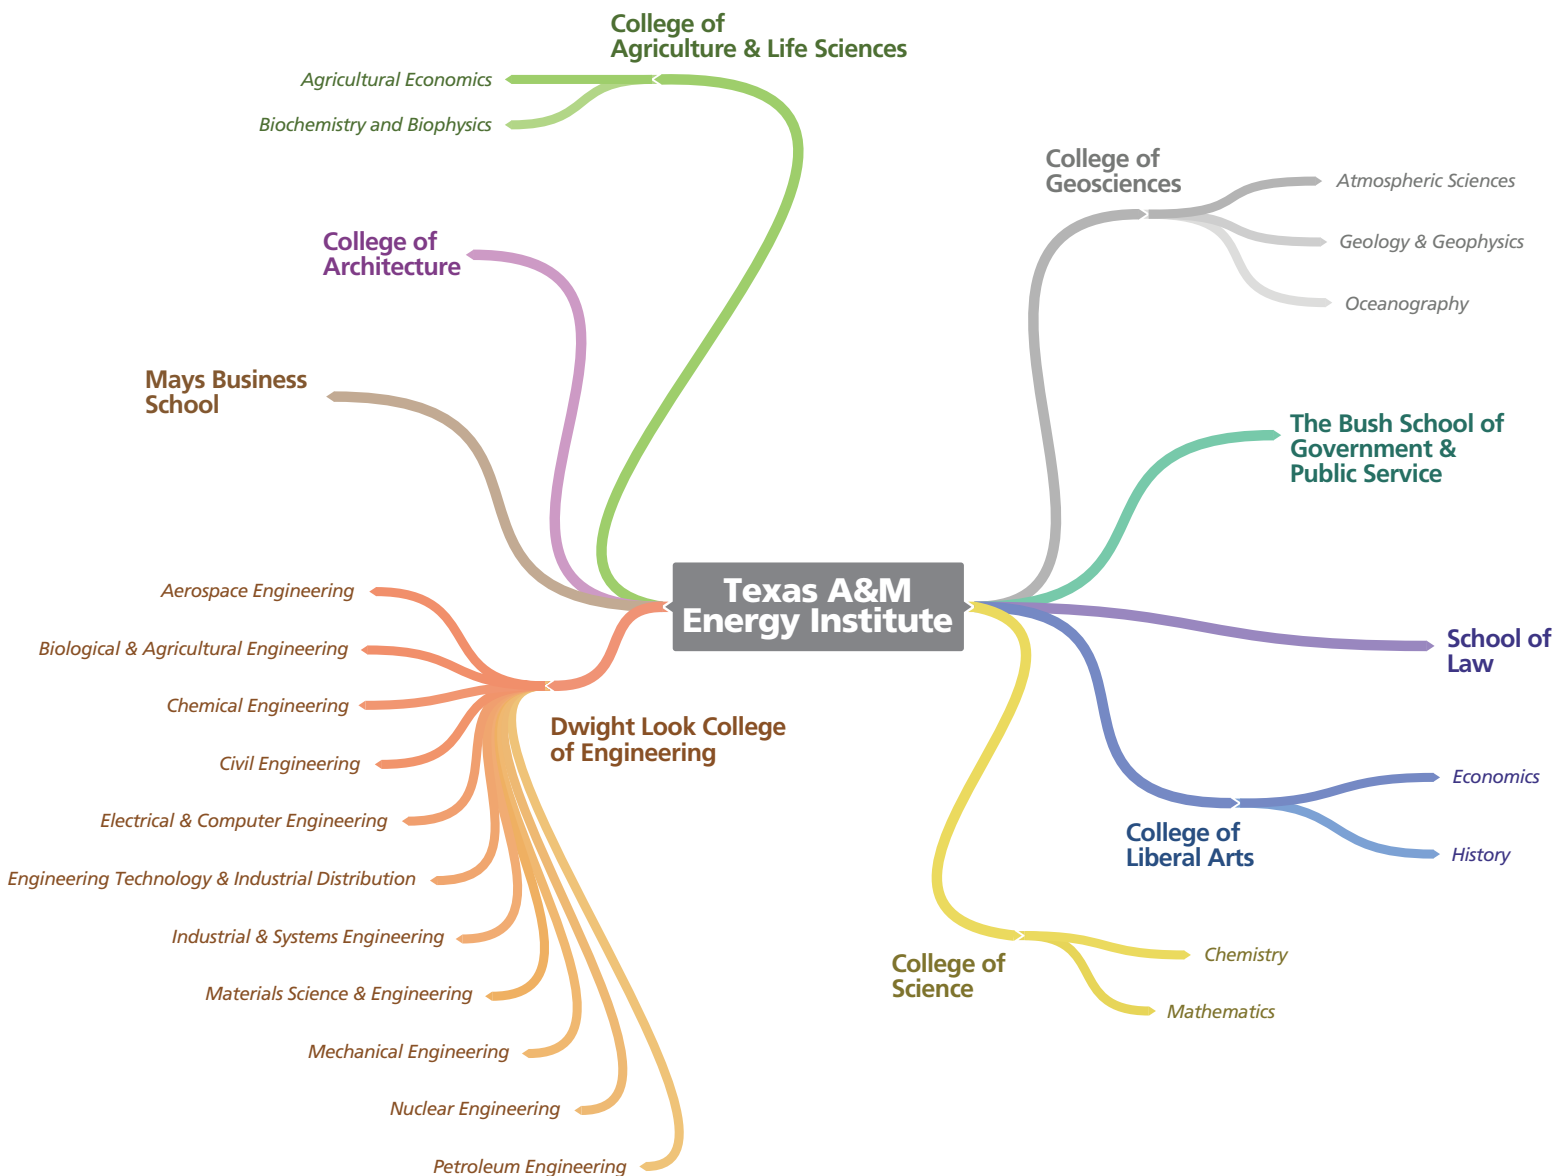 College of
Agriculture & Life Sciences
Agricultural Economics
Biochemistry and Biophysics
College of
Architecture
Mays Business
School
Texas A&M
Energy Institute
Dwight Look College
of Engineering
Aerospace Engineering
Biological & Agricultural Engineering
Chemical Engineering
Civil Engineering
Electrical & Computer Engineering
Engineering Technology & Industrial Distribution
Industrial & Systems Engineering
Materials Science & Engineering
Mechanical Engineering
Nuclear Engineering
Petroleum Engineering
College of
Geosciences
Atmospheric Sciences
Geology & Geophysics
Oceanography
The Bush School of
Government &
Public Service
School of
Law
College of
Liberal Arts
Economics
History
College of
Science
Chemistry
Mathematics